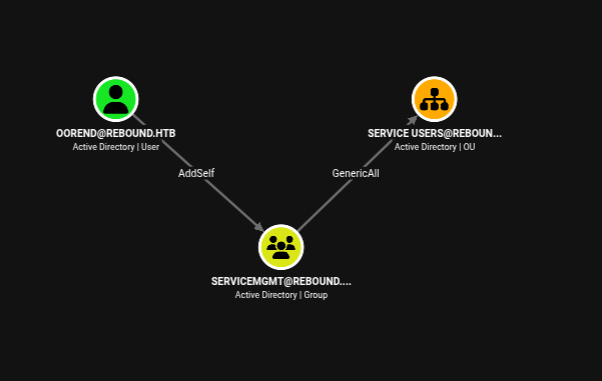 OOREND@REBOUND.HTB
Active Directory | User
SERVICE USERS@REBOUN...
Active Directory | OU
AddSelf
GenericAll
SERVICEMGMT@REBOUND....
Active Directory | Group